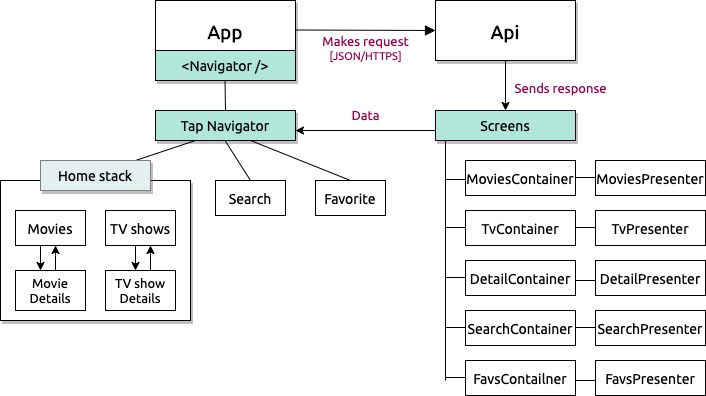 App
<Navigator />
Makes request
[JSON/HTTPS]
Api
Sends response
Tap Navigator
Data
Screens
Home stack
Search
Favorite
Movies
TV shows
Movie
Details
TV show
Details
MoviesContainer
MoviesPresenter
TvContainer
TvPresenter
DetailContainer
DetailPresenter
SearchContainer
SearchPresenter
FavsContailner
FavsPresenter